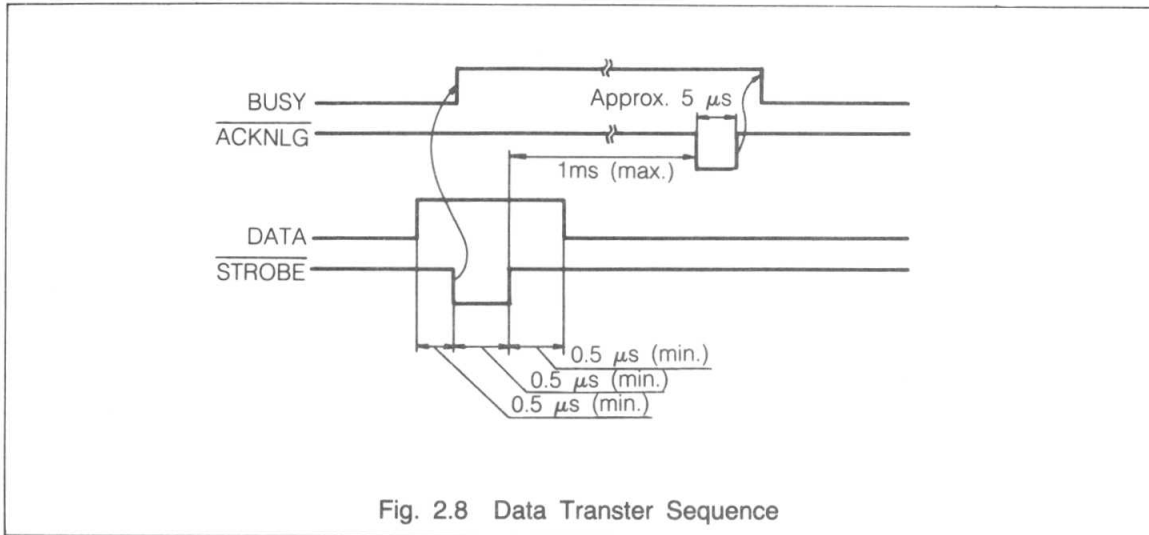 BUSY
Approx. 5 μs
ACKNLG
1ms (max.)
DATA
STROBE
0.5 μs (min.)
0.5 μs (min.)
0.5 μs (min.)
Fig. 2.8 Data Transter Sequence